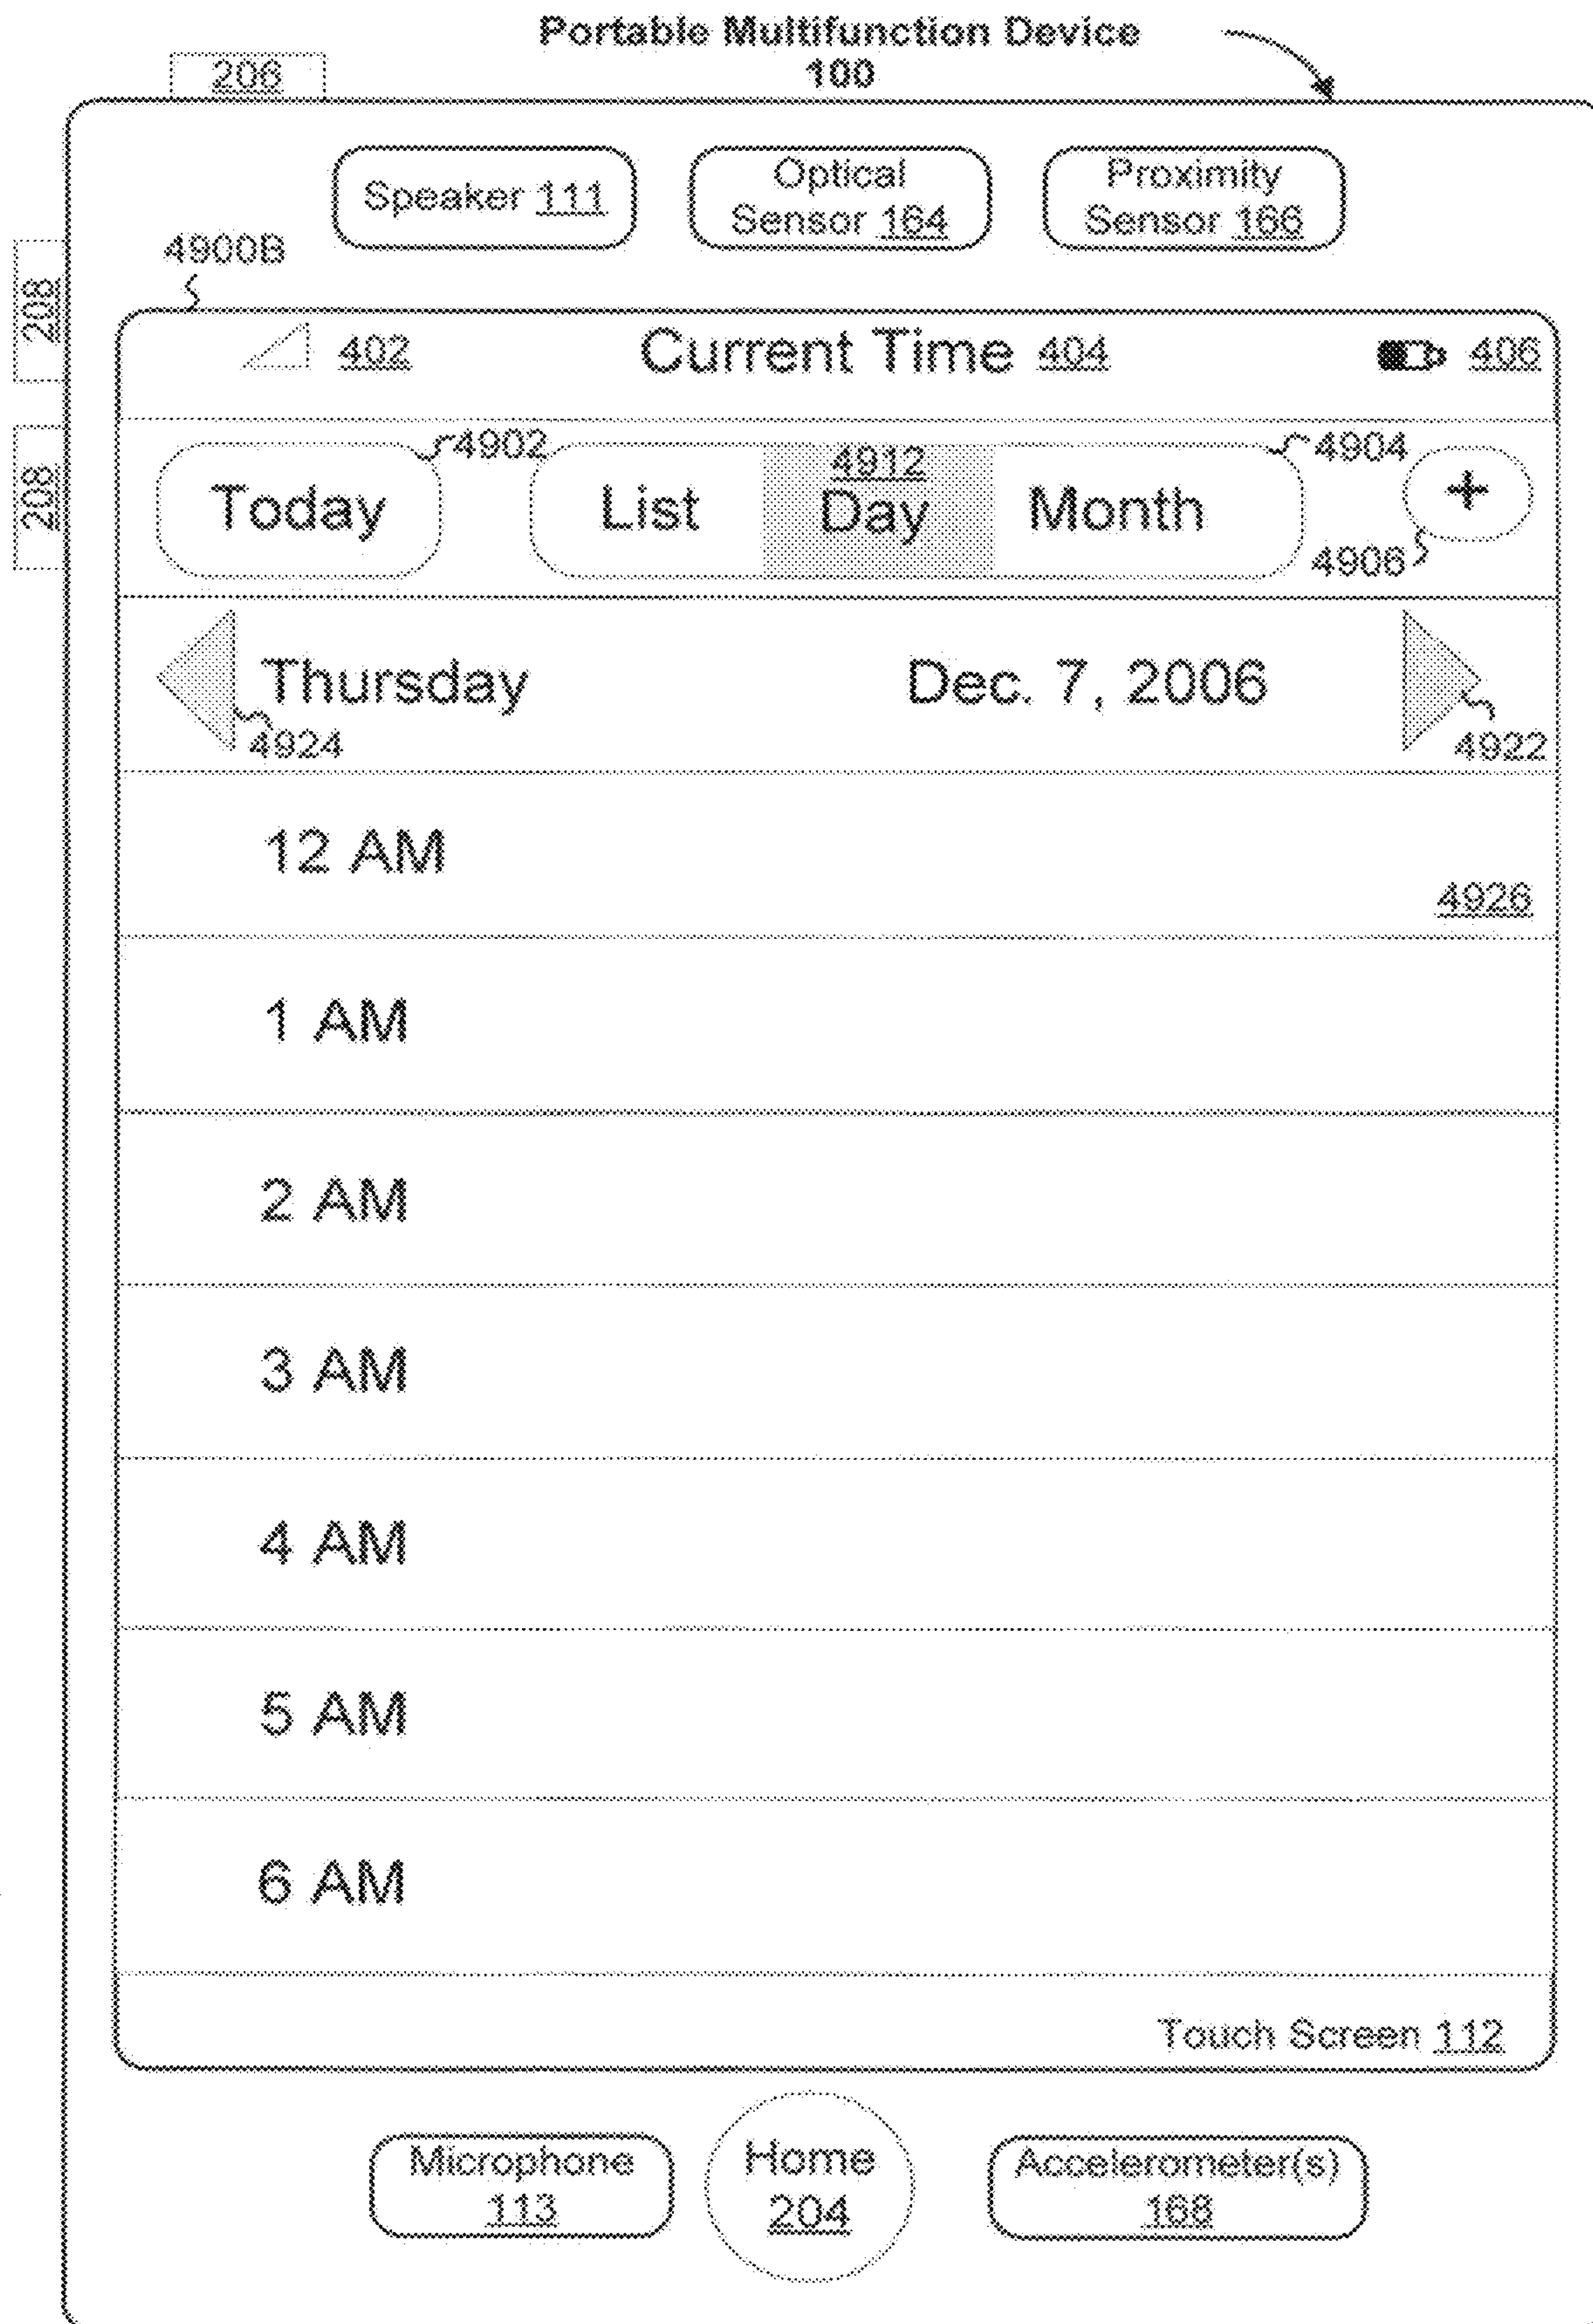 Portable Multifunction Device
100
206
Speaker 111
Optical
Sensor 164
Proximity
Sensor 166
4900B
208
208
402
Current Time 404
406
4902
4912
4904
Today
List
Day
Month
+
4906
Thursday
Dec. 7, 2006
4924
4922
12 AM
4926
1 AM
2 AM
3 AM
4 AM
5 AM
6 AM
Touch Screen 112
Microphone
113
Home
204
Accelerometer(s)
168